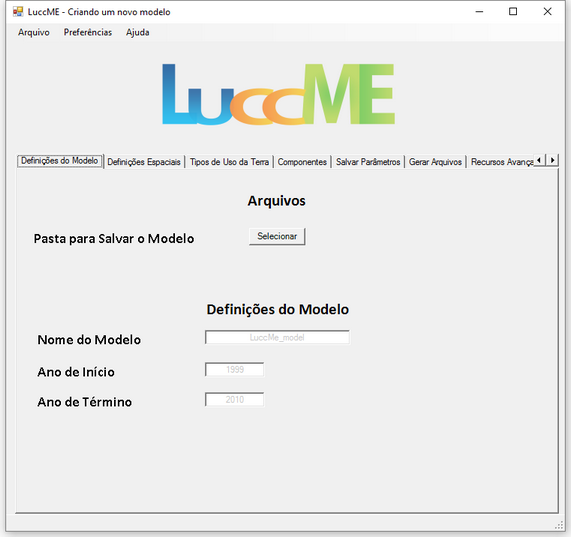 LuccME - Criando um novo modelo
Arquivo Preferências Ajuda
LuccME
Definições do Modelo Definições Espaciais Tipos de Uso da Terra Componentes Salvar Parâmetros Gerar Arquivos Recursos Avança
Arquivos
Pasta para Salvar o Modelo Selecionar
Definições do Modelo
Nome do Modelo LuccMe_model
Ano de Início 1999
Ano de Término 2010